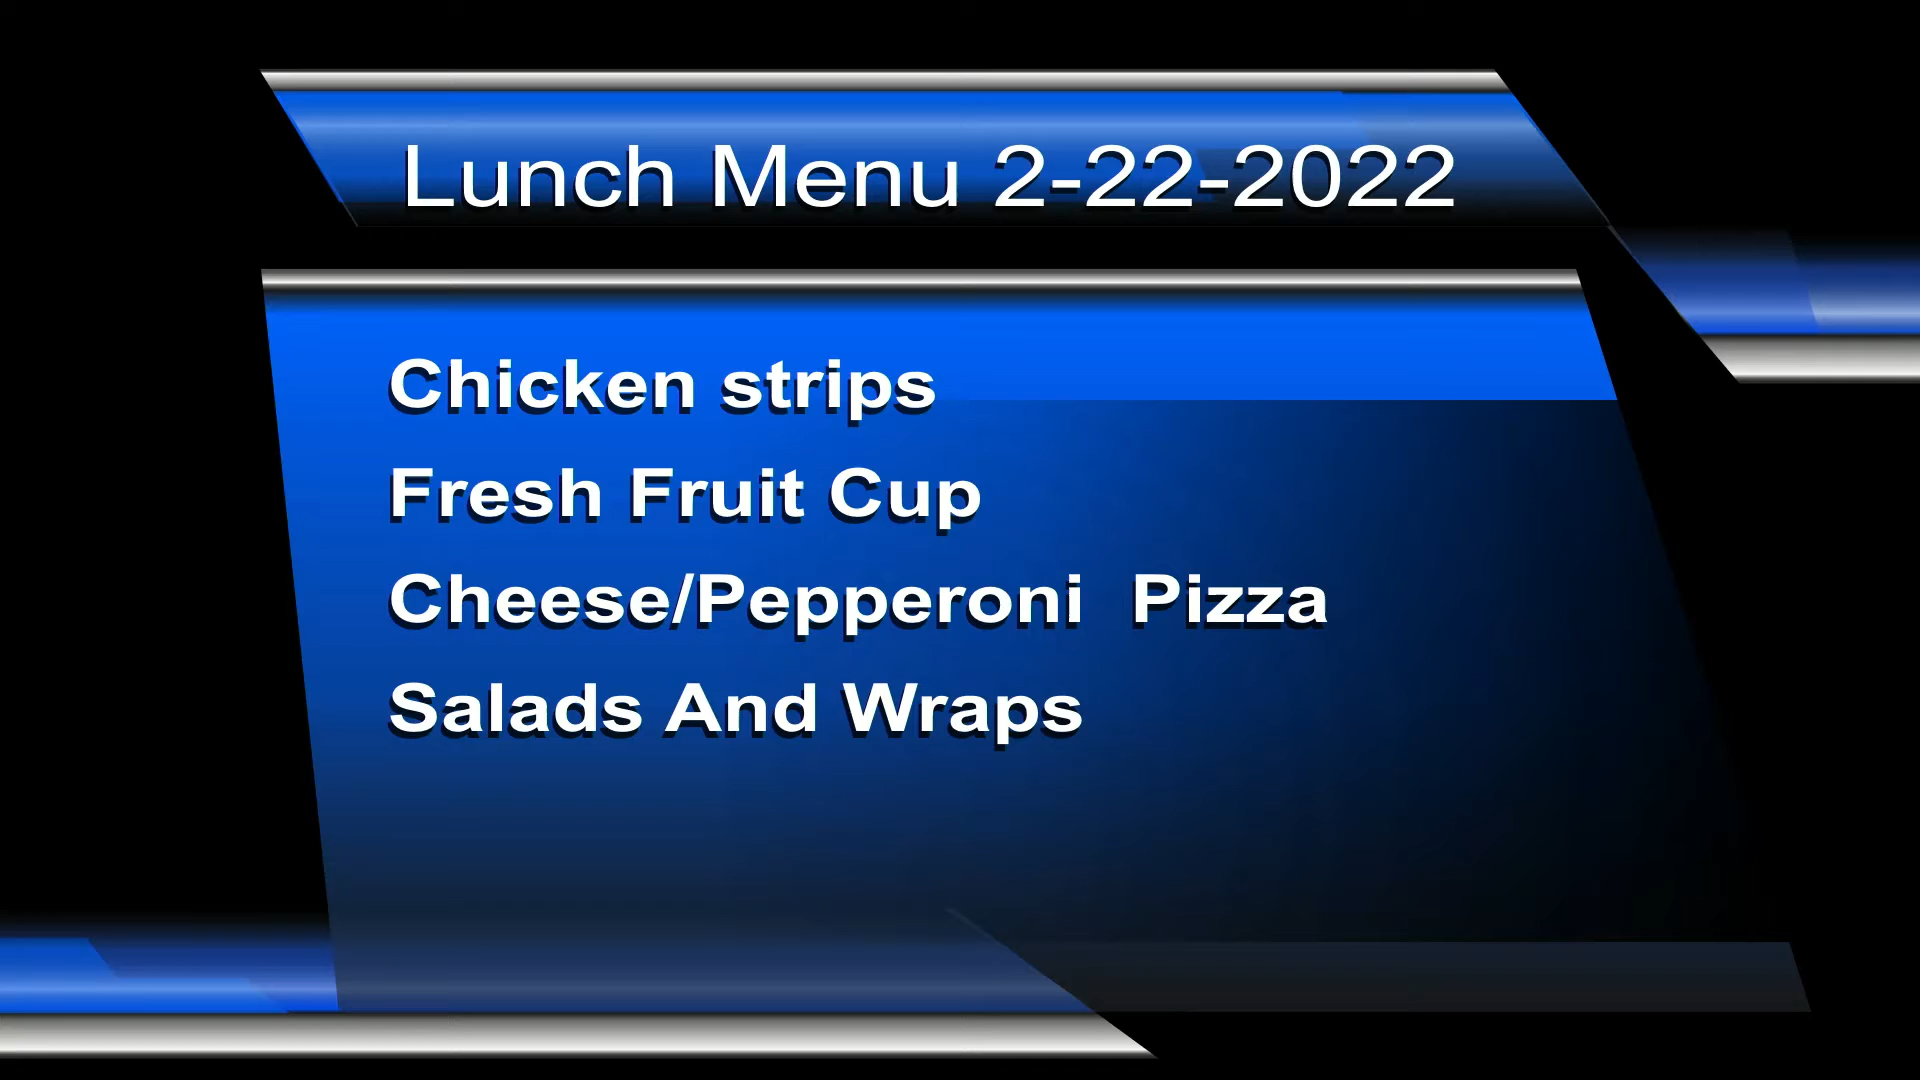 Lunch Menu 2-22-2022
Chicken strips
Fresh Fruit Cup
Cheese/Pepperoni  Pizza
Salads And Wraps